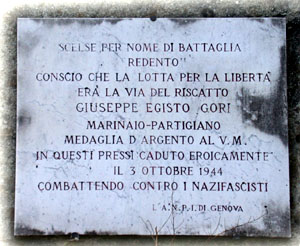 SCELSE PER NOME DI BATTAGLIA
REDENTO"
CONSCIO CHE LA LOTTA PER LA LIBERTA
ERA LA VIA DEL RISCATTO
GIUSEPPE EGISTO GORI
MARINAIO-PARTIGIANO
MEDAGLIA D ARGENTO AL V.M.
IN QUESTI PRESSI CADUTO EROICAMENTE
IL 3 OTTOBRE 1944
COMBATTENDO CONTRO I NAZIFASCISTI
L'A.N.P.I. DI GENOVA